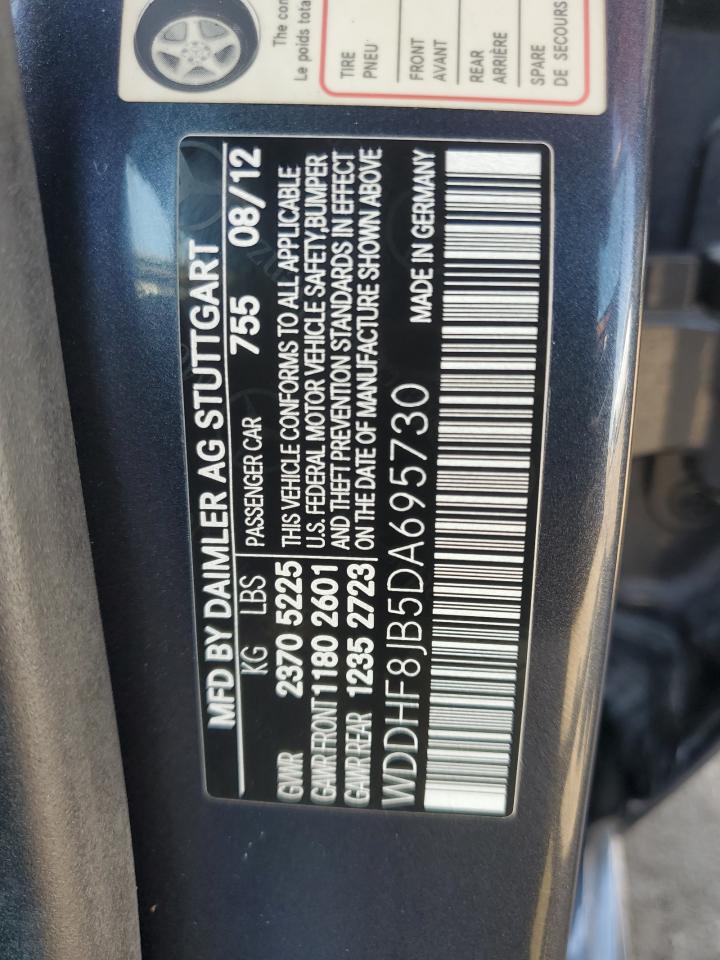 The con
Le poids tota
TIRE
PNEU
FRONT
AVANT
REAR
ARRIÈRE
SPARE
DE SECOURS
MFD BY DAIMLER AG STUTTGART
755 08/12
KG LBS PASSENGER CAR
GWR 2370 5225 THIS VEHICLE CONFORMS TO ALL APPLICABLE
U.S. FEDERAL MOTOR VEHICLE SAFETY,BUMPER
GAWR FRONT 1180 2601 AND THEFT PREVENTION STANDARDS IN EFFECT
GAWR REAR 1235 2723 ON THE DATE OF MANUFACTURE SHOWN ABOVE
WDDHF8JB5DA695730 MADE IN GERMANY